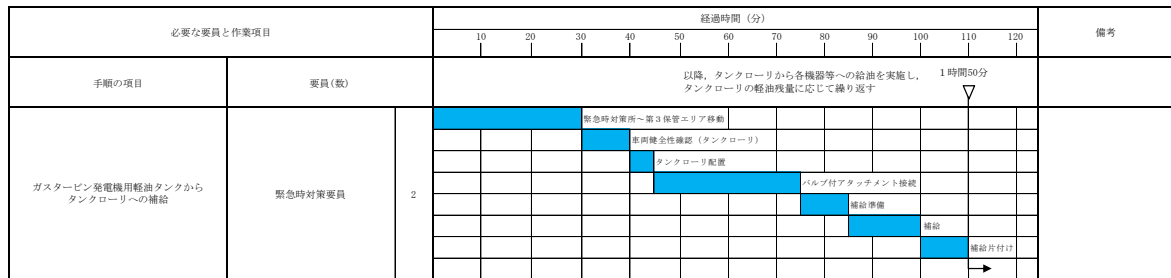 必要な要員と作業項目
経過時間（分）
備考
10 20 30 40 50 60 70 80 90 100 110 120
手順の項目
要員(数)
以降，タンクローリから各機器等への給油を実施し，
タンクローリの軽油残量に応じて繰り返す
1時間50分
ガスタービン発電機用軽油タンクから
タンクローリへの補給
緊急時対策要員
2
緊急時対策所～第３保管エリア移動
車両健全性確認（タンクローリ）
タンクローリ配置
バルブ付アタッチメント接続
補給準備
補給
補給片付け